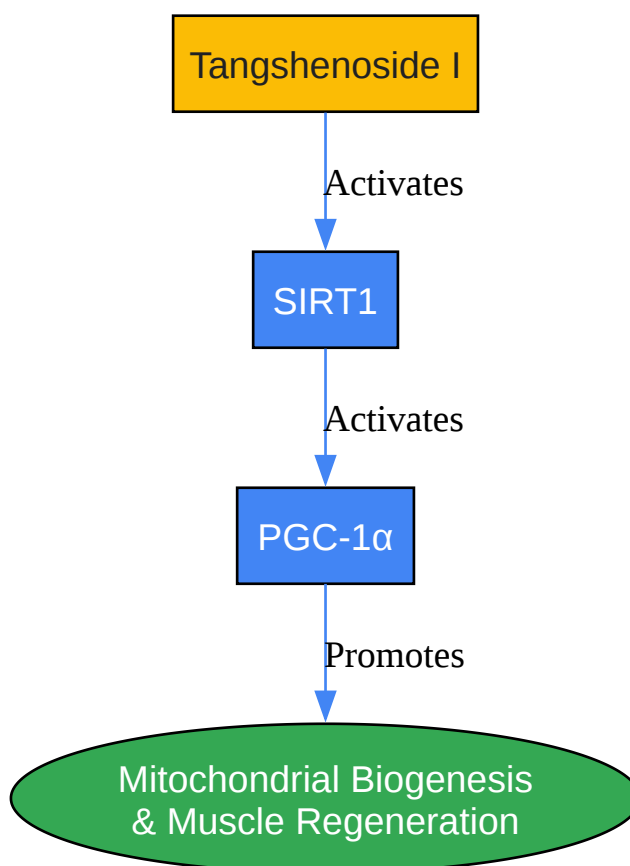 Tangshenoside I
Activates
SIRT1
Activates
PGC-1α
Promotes
Mitochondrial Biogenesis
& Muscle Regeneration